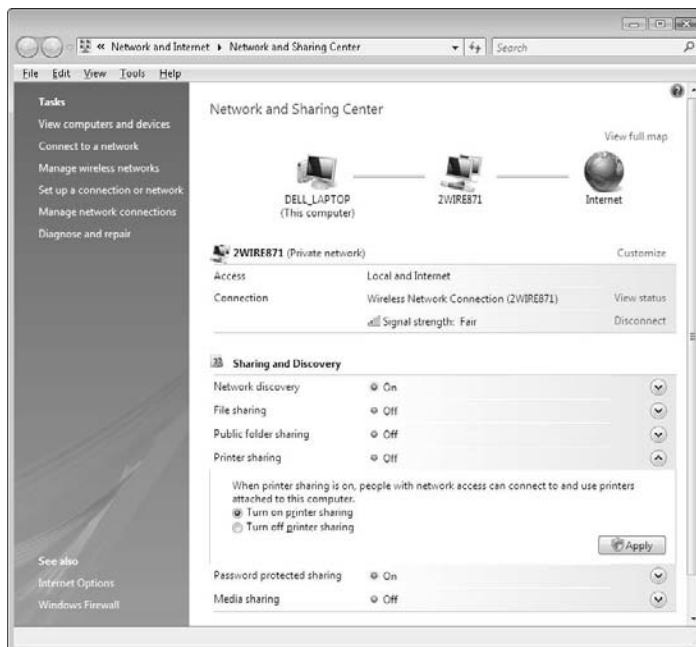 « Network and Internet ▸ Network and Sharing Center
Search
File Edit View Tools Help
Tasks
View computers and devices
Connect to a network
Manage wireless networks
Set up a connection or network
Manage network connections
Diagnose and repair
See also
Internet Options
Windows Firewall
Network and Sharing Center
View full map
DELL_LAPTOP
(This computer)
2WIRE871
Internet
2WIRE871 (Private network) Customize
Access Local and Internet
Connection Wireless Network Connection (2WIRE871) View status
Signal strength: Fair Disconnect
Sharing and Discovery
Network discovery On
File sharing Off
Public folder sharing Off
Printer sharing Off
When printer sharing is on, people with network access can connect to and use printers
attached to this computer.
Turn on printer sharing
Turn off printer sharing
Apply
Password protected sharing On
Media sharing Off